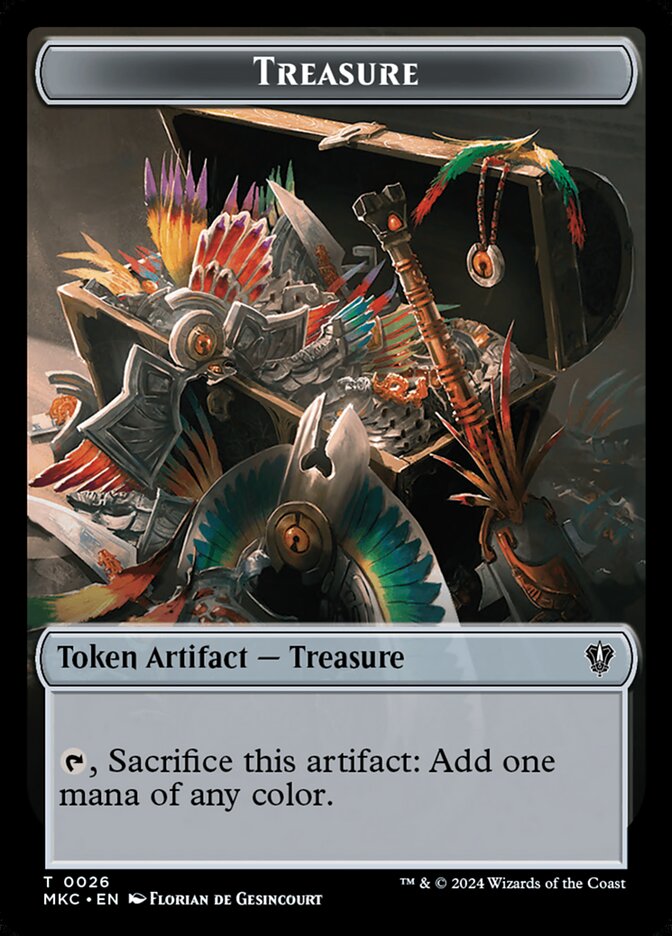 Treasure
Token Artifact — Treasure
, Sacrifice this artifact: Add one
mana of any color.
T 0026
MKC • EN Florian de Gesincourt
™ & © 2024 Wizards of the Coast